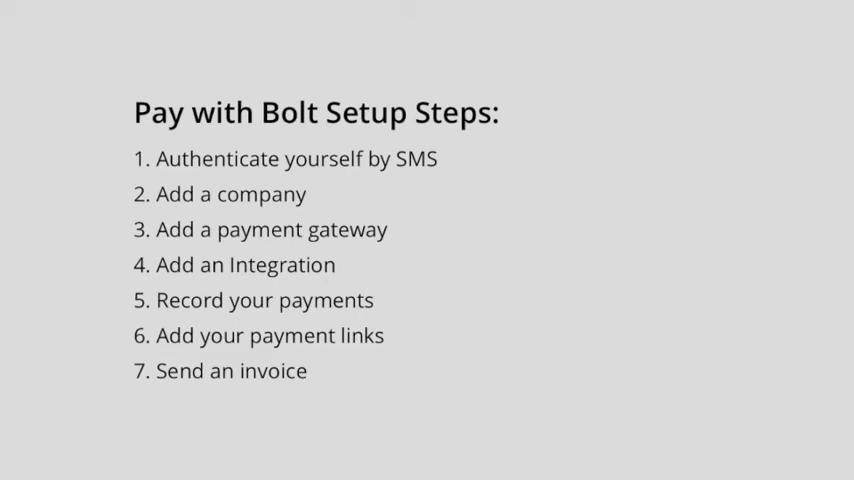 Pay with Bolt Setup Steps:
1. Authenticate yourself by SMS
2. Add a company
3. Add a payment gateway
4. Add an Integration
5. Record your payments
6. Add your payment links
7. Send an invoice